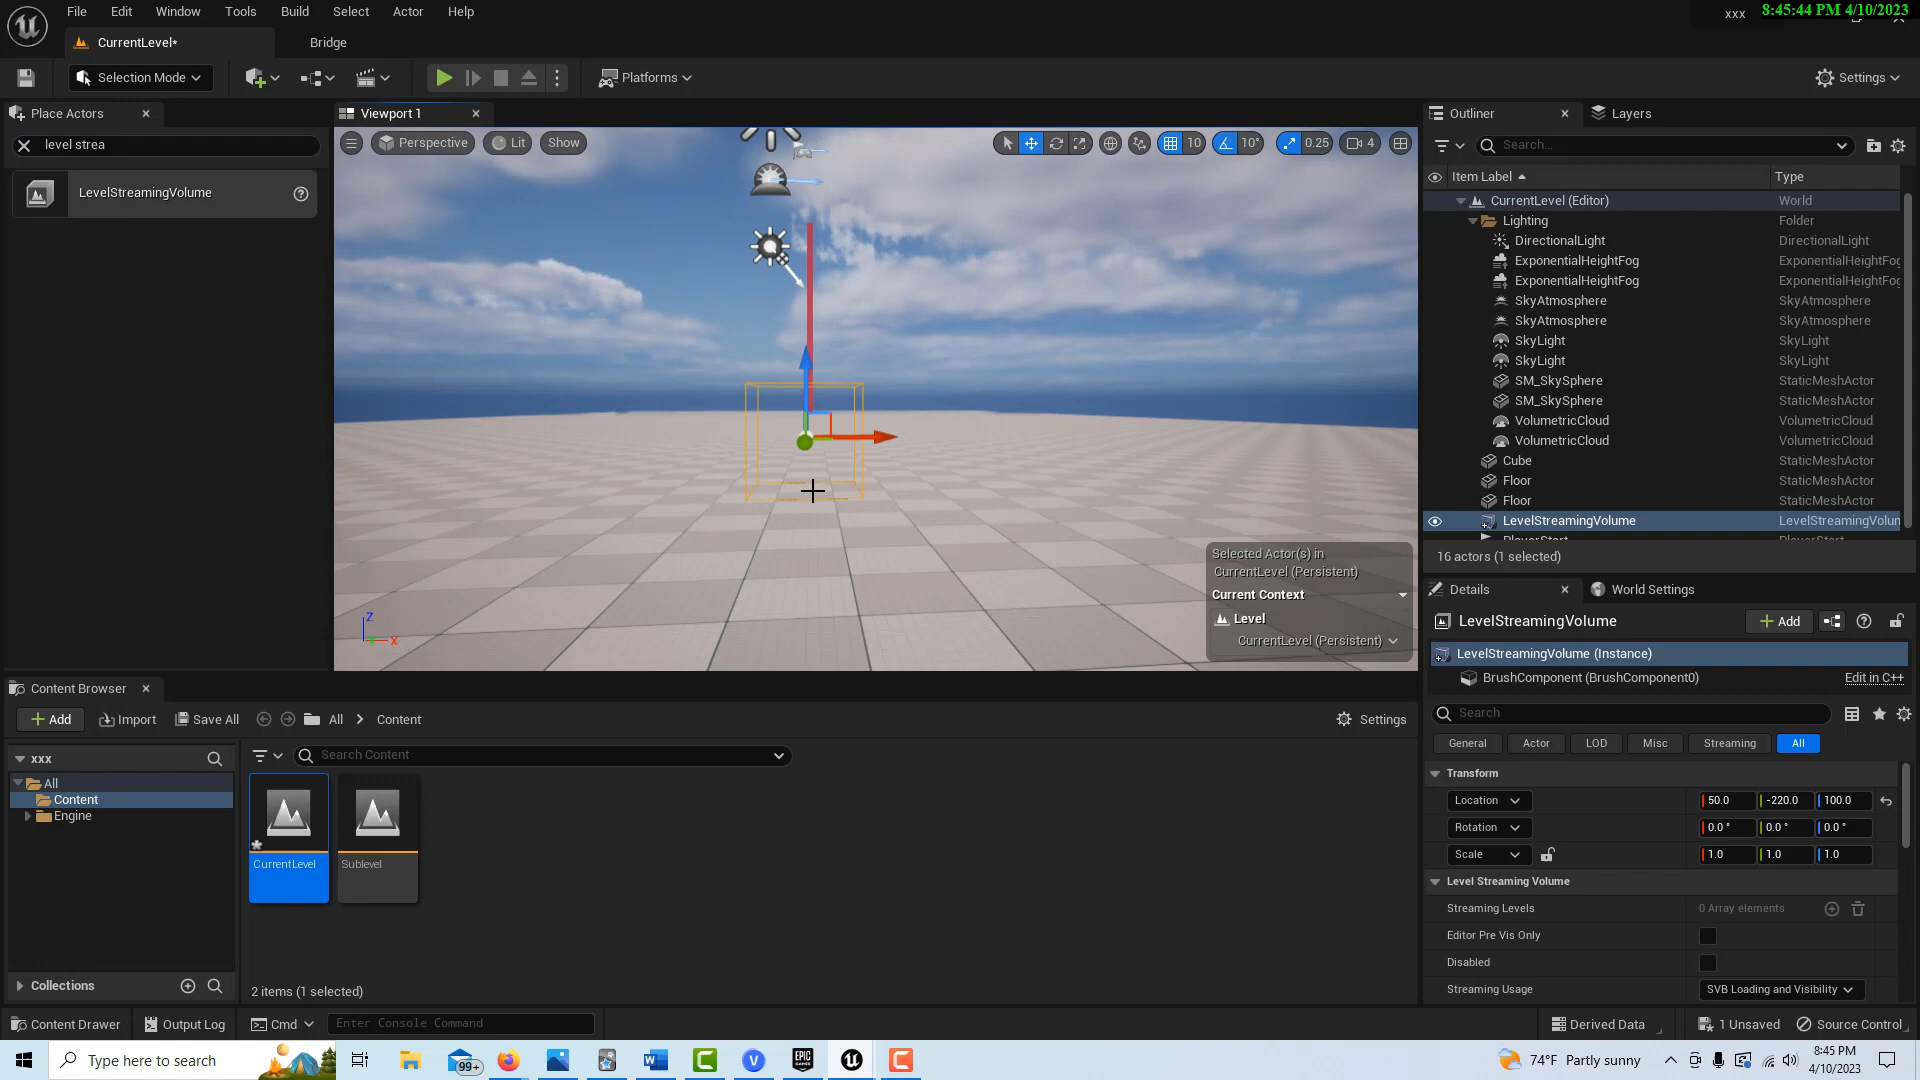 File Edit View Window Tools Build Select Actor Help
xxx
8:45:44 PM 4/10/2023
CurrentLevel*
Bridge
Selection Mode
Platforms
Settings
Place Actors
level strea
LevelStreamingVolume
Viewport 1
Perspective Lit Show
10 10° 0.25 4
Selected Actor(s) in
CurrentLevel (Persistent)
Current Context
Level
CurrentLevel (Persistent)
Z
X
Outliner
Layers
Search...
Item Label Type
CurrentLevel (Editor) World
Lighting Folder
DirectionalLight DirectionalLight
ExponentialHeightFog ExponentialHeightFog
ExponentialHeightFog ExponentialHeightFog
SkyAtmosphere SkyAtmosphere
SkyAtmosphere SkyAtmosphere
SkyLight SkyLight
SkyLight SkyLight
SM_SkySphere StaticMeshActor
SM_SkySphere StaticMeshActor
VolumetricCloud VolumetricCloud
VolumetricCloud VolumetricCloud
Cube StaticMeshActor
Floor StaticMeshActor
Floor StaticMeshActor
LevelStreamingVolume LevelStreamingVolun
PlayerStart PlayerStart
16 actors (1 selected)
Details
World Settings
LevelStreamingVolume
Add
LevelStreamingVolume (Instance)
BrushComponent (BrushComponent0) Edit in C++
Search
General Actor LOD Misc Streaming All
Transform
Location 50.0 -220.0 100.0
Rotation 0.0 ° 0.0 ° 0.0 °
Scale 1.0 1.0 1.0
Level Streaming Volume
Streaming Levels 0 Array elements
Editor Pre Vis Only
Disabled
Streaming Usage SVB Loading and Visibility
Content Browser
Add Import Save All All Content Settings
xxx
All
Content
Engine
Search Content
CurrentLevel
Sublevel
Collections
2 items (1 selected)
Content Drawer Output Log Cmd Enter Console Command
Derived Data 1 Unsaved Source Control
Type here to search
99+
74°F Partly sunny
8:45 PM
4/10/2023